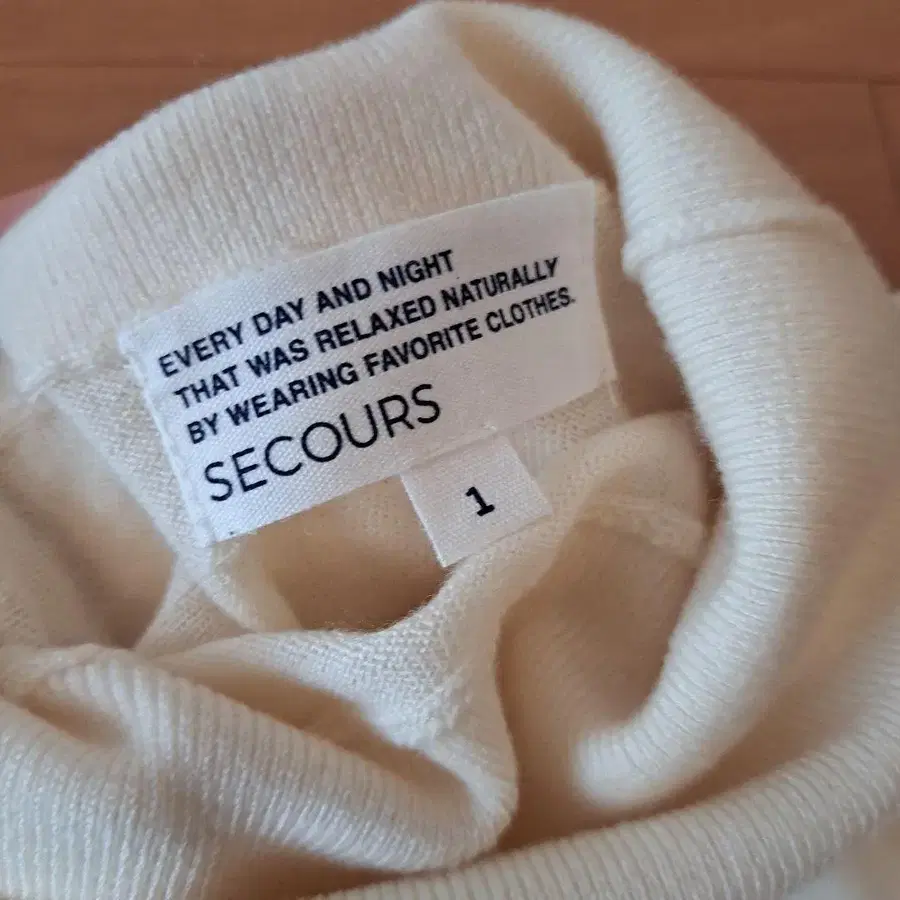 EVERY DAY AND NIGHT
THAT WAS RELAXED NATURALLY
BY WEARING FAVORITE CLOTHES.
SECOURS
1